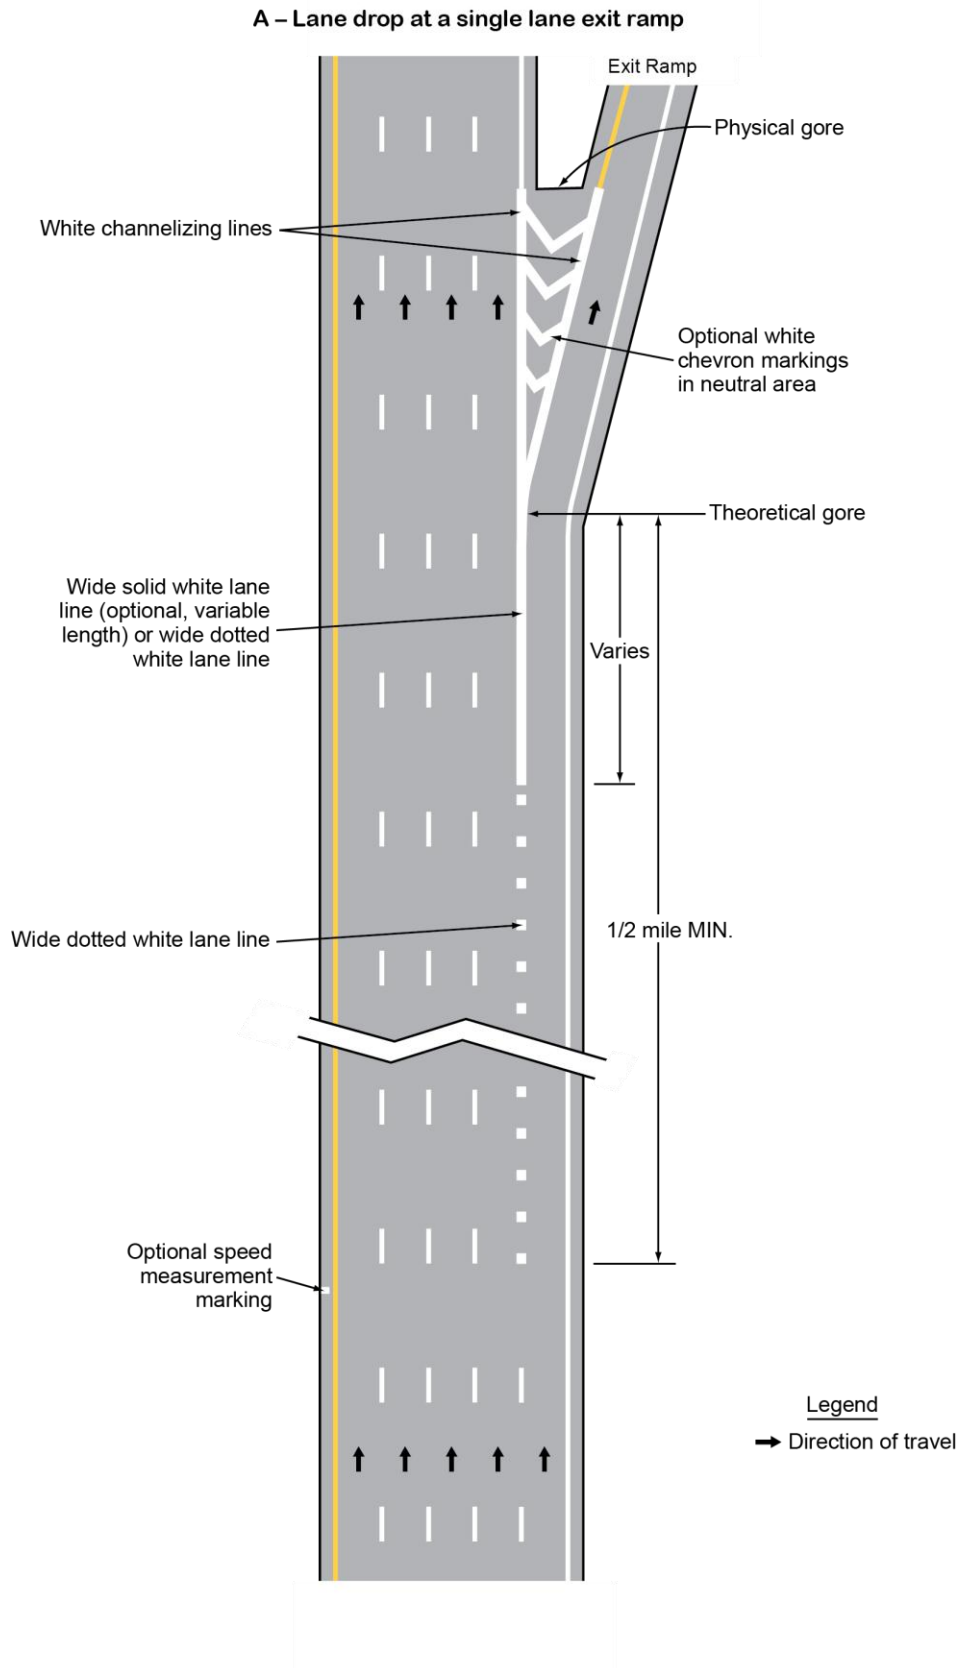 A – Lane drop at a single lane exit ramp
Exit Ramp
Physical gore
White channelizing lines
Optional white
chevron markings
in neutral area
Theoretical gore
Wide solid white lane
line (optional, variable
length) or wide dotted
white lane line
Varies
Wide dotted white lane line
1/2 mile MIN.
Optional speed
measurement
marking
Legend
Direction of travel